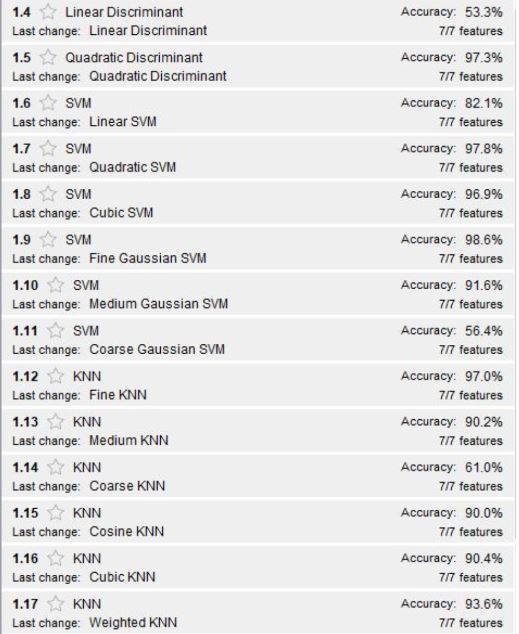 1.4 Linear Discriminant Accuracy: 53.3%
Last change: Linear Discriminant 7/7 features
1.5 Quadratic Discriminant Accuracy: 97.3%
Last change: Quadratic Discriminant 7/7 features
1.6 SVM Accuracy: 82.1%
Last change: Linear SVM 7/7 features
1.7 SVM Accuracy: 97.8%
Last change: Quadratic SVM 7/7 features
1.8 SVM Accuracy: 96.9%
Last change: Cubic SVM 7/7 features
1.9 SVM Accuracy: 98.6%
Last change: Fine Gaussian SVM 7/7 features
1.10 SVM Accuracy: 91.6%
Last change: Medium Gaussian SVM 7/7 features
1.11 SVM Accuracy: 56.4%
Last change: Coarse Gaussian SVM 7/7 features
1.12 KNN Accuracy: 97.0%
Last change: Fine KNN 7/7 features
1.13 KNN Accuracy: 90.2%
Last change: Medium KNN 7/7 features
1.14 KNN Accuracy: 61.0%
Last change: Coarse KNN 7/7 features
1.15 KNN Accuracy: 90.0%
Last change: Cosine KNN 7/7 features
1.16 KNN Accuracy: 90.4%
Last change: Cubic KNN 7/7 features
1.17 KNN Accuracy: 93.6%
Last change: Weighted KNN 7/7 features